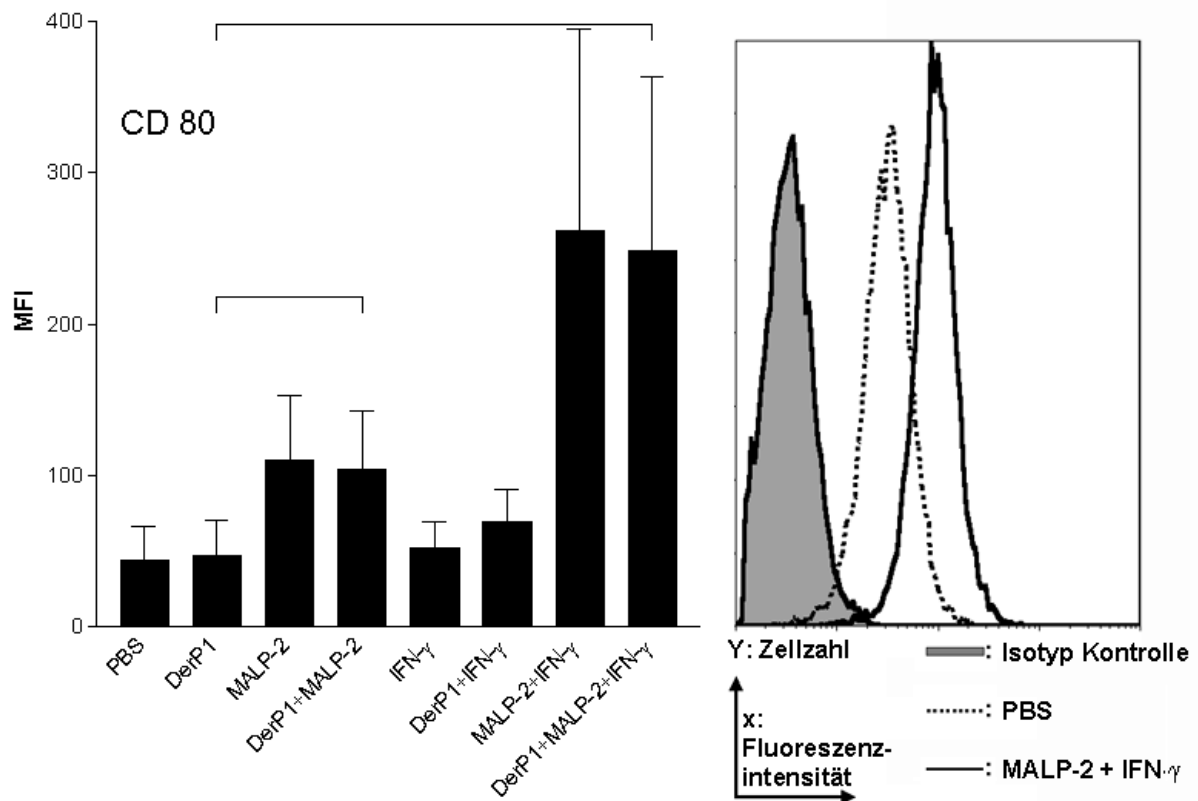 400
300
200
100
0
MFI
CD 80
PBS
DerP1
MALP-2
DerP1+MALP-2
IFN-γ
DerP1+IFN-γ
MALP-2+IFN-γ
DerP1+MALP-2+IFN-γ
Y: Zellzahl
x:
Fluoreszenz-
intensität
: Isotyp Kontrolle
: PBS
: MALP-2 + IFN-γ